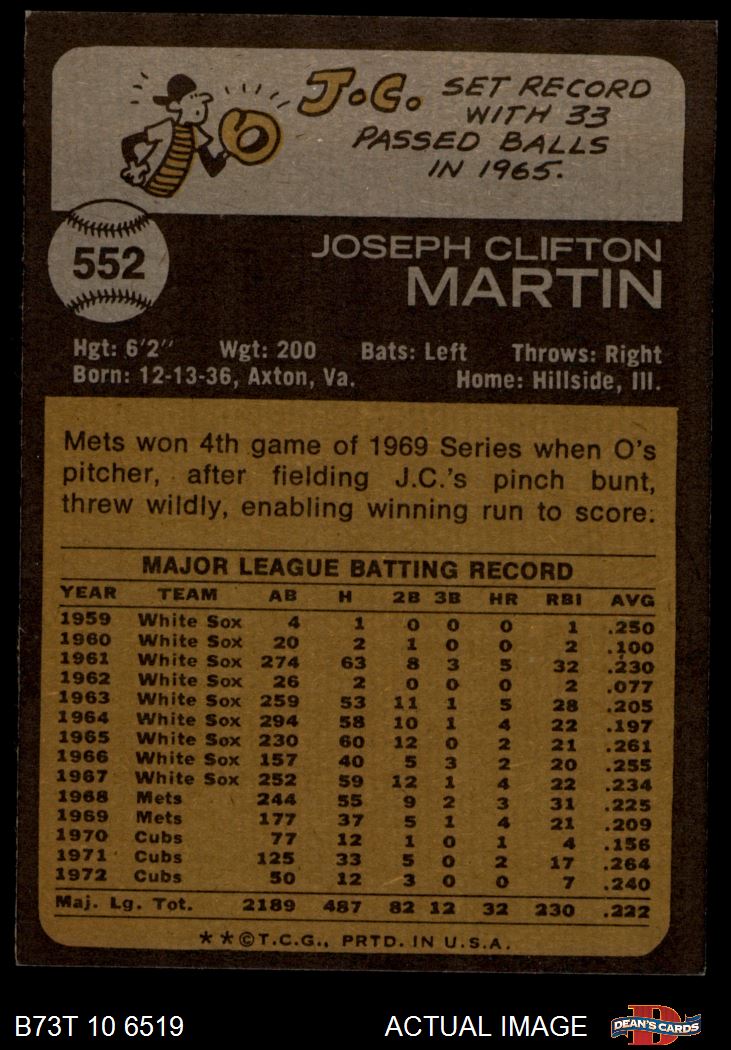 J.C. SET RECORD
WITH 33
PASSED BALLS
IN 1965.
552
JOSEPH CLIFTON
MARTIN
Hgt: 6'2" Wgt: 200 Bats: Left Throws: Right
Born: 12-13-36, Axton, Va. Home: Hillside, Ill.
Mets won 4th game of 1969 Series when O's
pitcher, after fielding J.C.'s pinch bunt,
threw wildly, enabling winning run to score.
MAJOR LEAGUE BATTING RECORD
YEAR TEAM AB H 2B 3B HR RBI AVG
1959 White Sox 4 1 0 0 0 1 .250
1960 White Sox 20 2 1 0 0 2 .100
1961 White Sox 274 63 8 3 5 32 .230
1962 White Sox 26 2 0 0 0 2 .077
1963 White Sox 259 53 11 1 5 28 .205
1964 White Sox 294 58 10 1 4 22 .197
1965 White Sox 230 60 12 0 2 21 .261
1966 White Sox 157 40 5 3 2 20 .255
1967 White Sox 252 59 12 1 4 22 .234
1968 Mets 244 55 9 2 3 31 .225
1969 Mets 177 37 5 1 4 21 .209
1970 Cubs 77 12 1 0 1 4 .156
1971 Cubs 125 33 5 0 2 17 .264
1972 Cubs 50 12 3 0 0 7 .240
Maj. Lg. Tot. 2189 487 82 12 32 230 .222
**©T.C.G., PRTD. IN U.S.A.
B73T 10 6519 ACTUAL IMAGE
D
DEAN'S CARDS